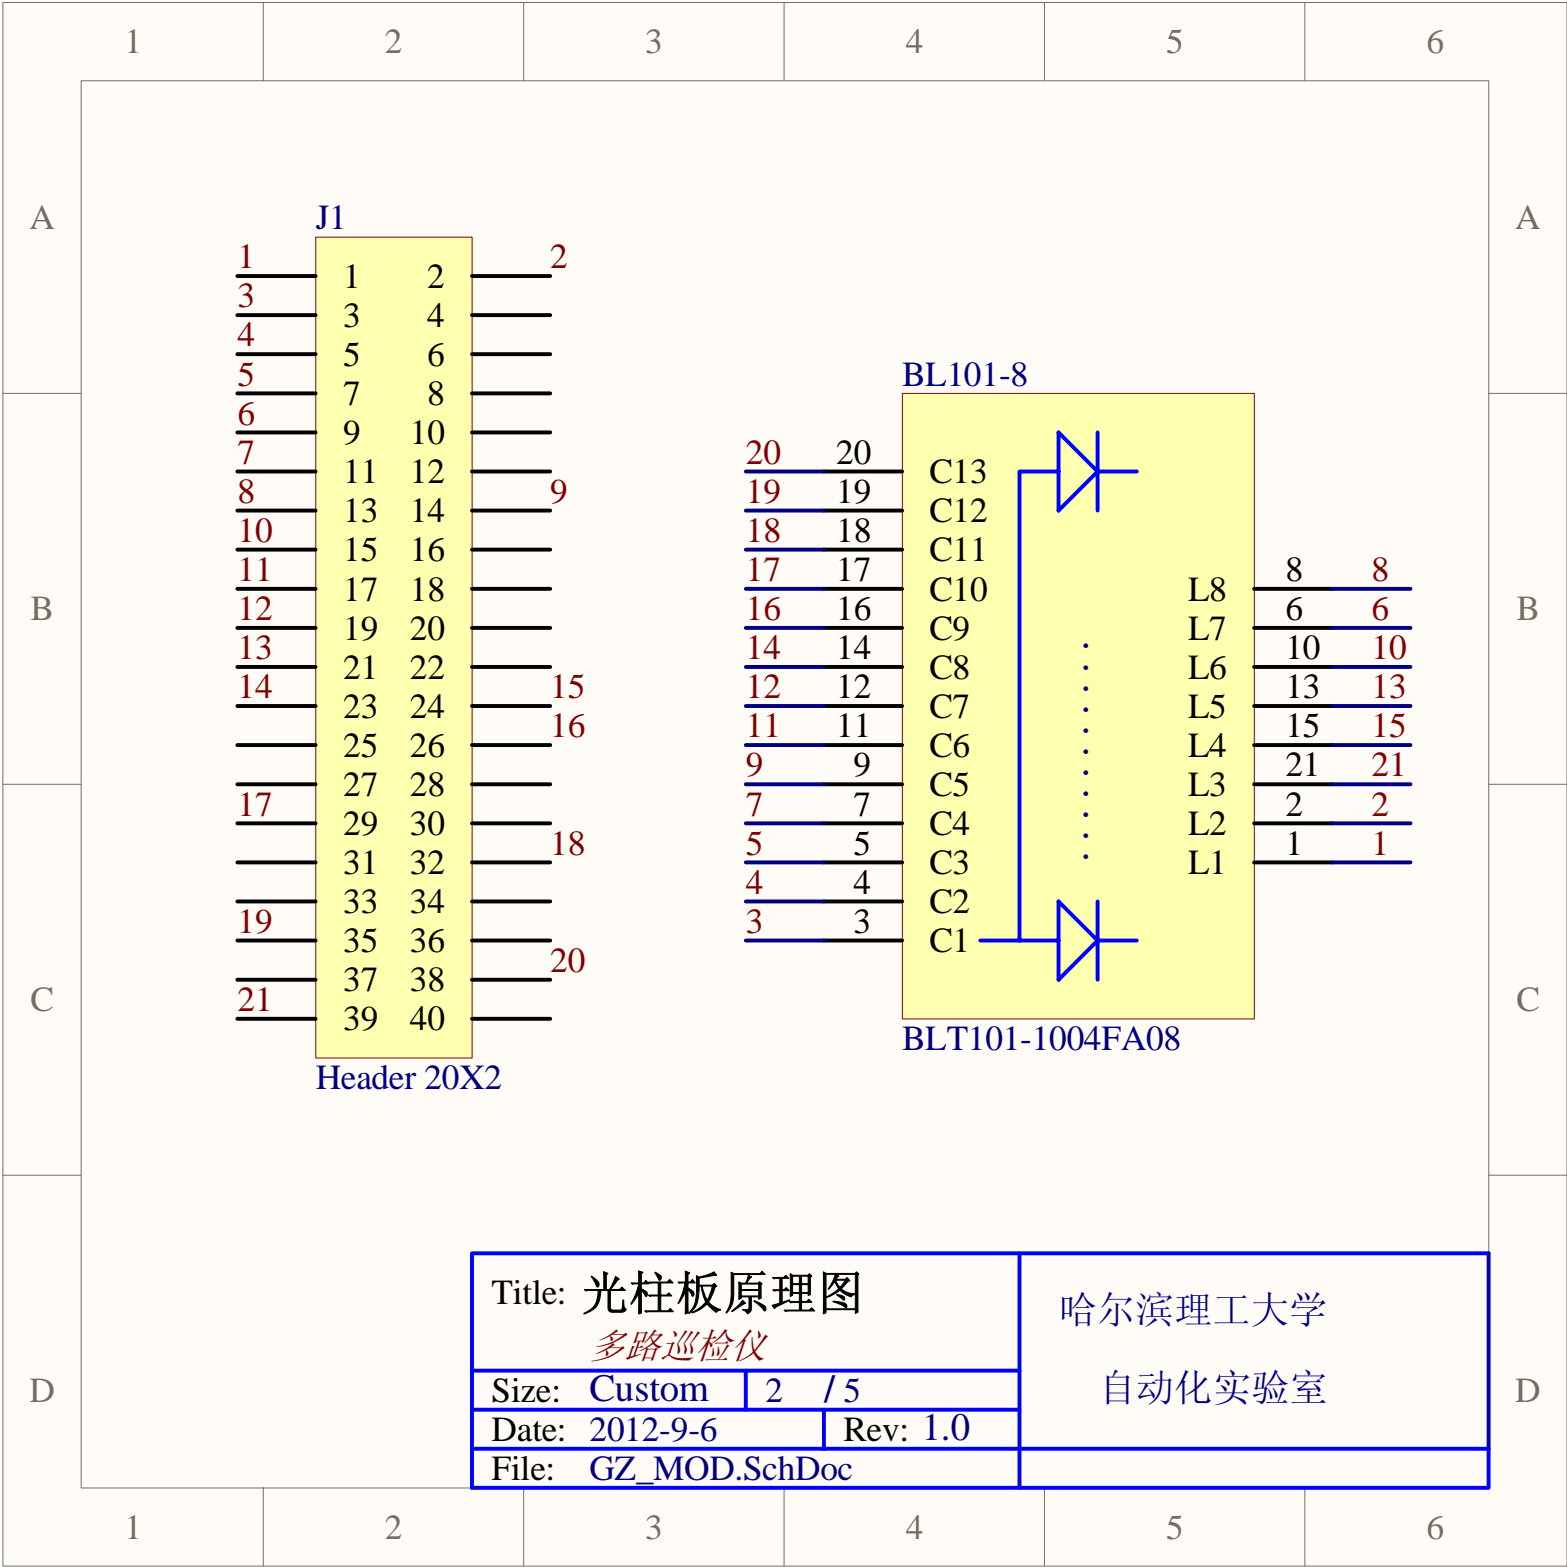 1 2 3 4 5 6
A A
J1
1 2
1 2
3
3 4
4
5 6
5
7 8
6
9 10
7
11 12
8 9
13 14
10
15 16
11
17 18
12
19 20
13
21 22
14 15
23 24
16
25 26
27 28
17
29 30
18
31 32
33 34
19
35 36
20
37 38
21
39 40
Header 20X2
BL101-8
20 20 C13
19 19 C12
18 18 C11
17 17 C10
16 16 C9
14 14 C8
12 12 C7
11 11 C6
9 9 C5
7 7 C4
5 5 C3
4 4 C2
3 3 C1
L8 8 8
L7 6 6
L6 10 10
L5 13 13
L4 15 15
L3 21 21
L2 2 2
L1 1 1
BLT101-1004FA08
B B
C C
D D
Title: 光柱板原理图
多路巡检仪
Size: Custom 2 / 5
Date: 2012-9-6 Rev: 1.0
File: GZ_MOD.SchDoc
哈尔滨理工大学
自动化实验室
1 2 3 4 5 6